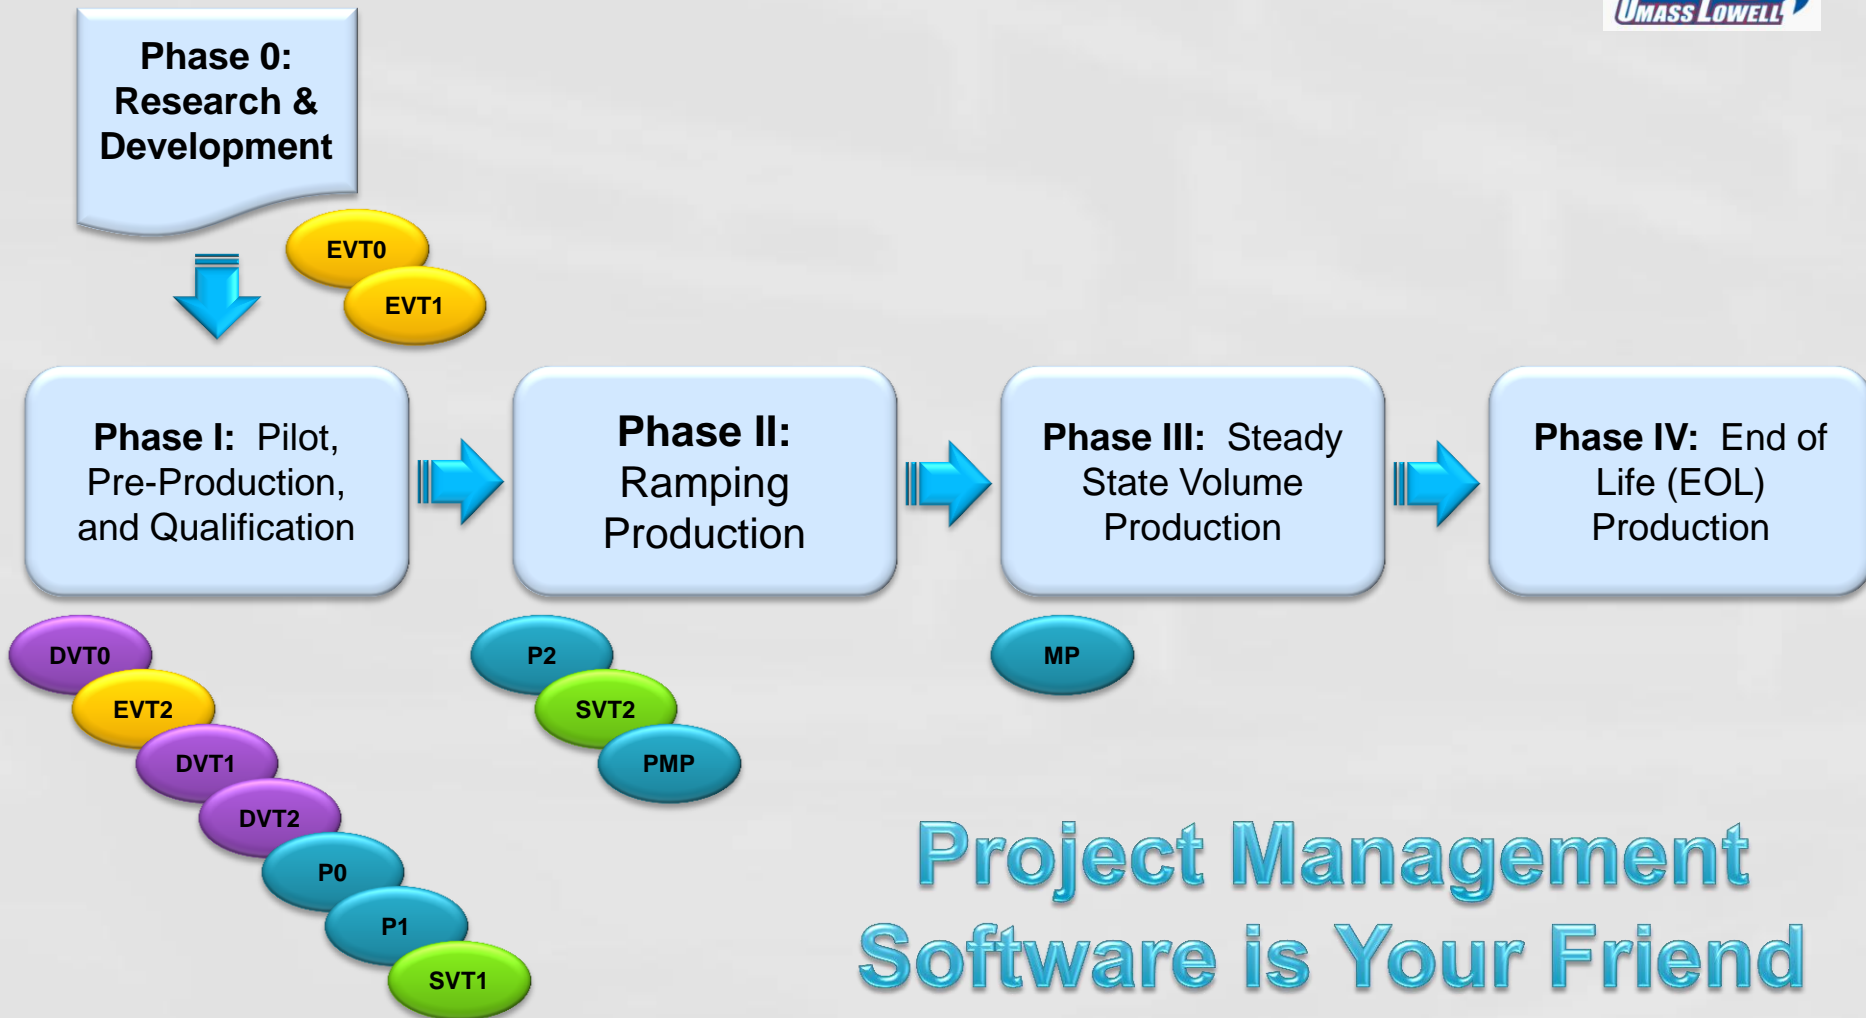 UMASS LOWELL
Phase 0:
Research &
Development
EVT0
EVT1
Phase I: Pilot,
Pre-Production,
and Qualification
Phase II:
Ramping
Production
Phase III: Steady
State Volume
Production
Phase IV: End of
Life (EOL)
Production
DVT0
EVT2
DVT1
DVT2
P0
P1
SVT1
P2
SVT2
PMP
MP
Project Management
Software is Your Friend